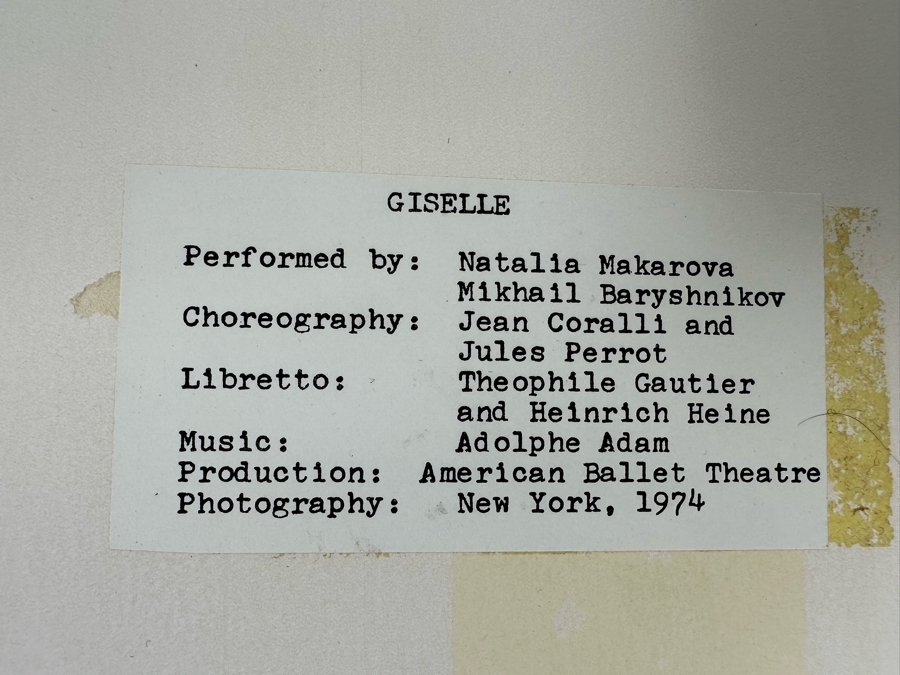 GISELLE
Performed by: Natalia Makarova
Mikhail Baryshnikov
Choreography: Jean Coralli and
Jules Perrot
Libretto: Theophile Gautier
and Heinrich Heine
Music: Adolphe Adam
Production: American Ballet Theatre
Photography: New York, 1974